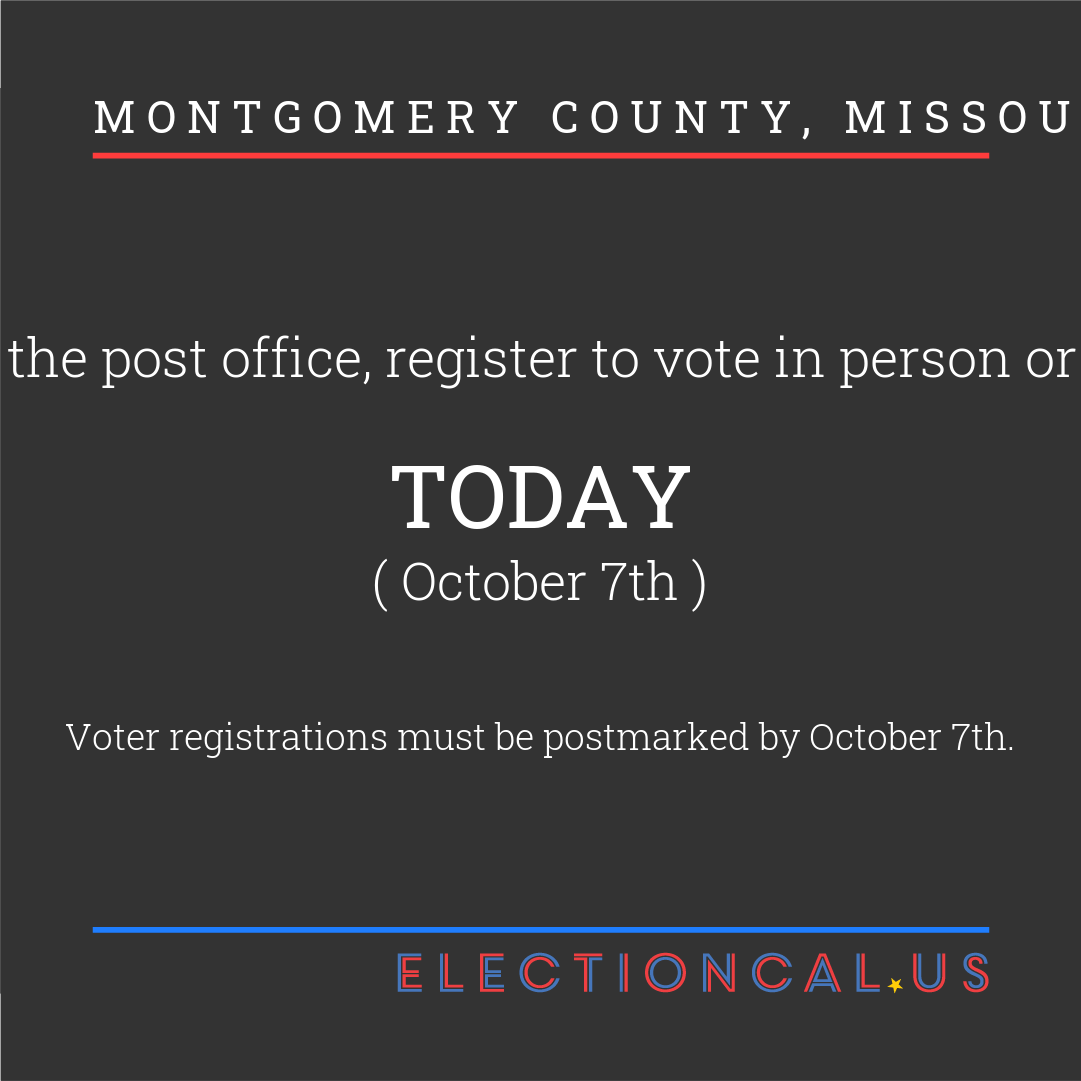 MONTGOMERY COUNTY, MISSOU
the post office, register to vote in person or
TODAY
( October 7th )
Voter registrations must be postmarked by October 7th.
ELECTIONCAL.US